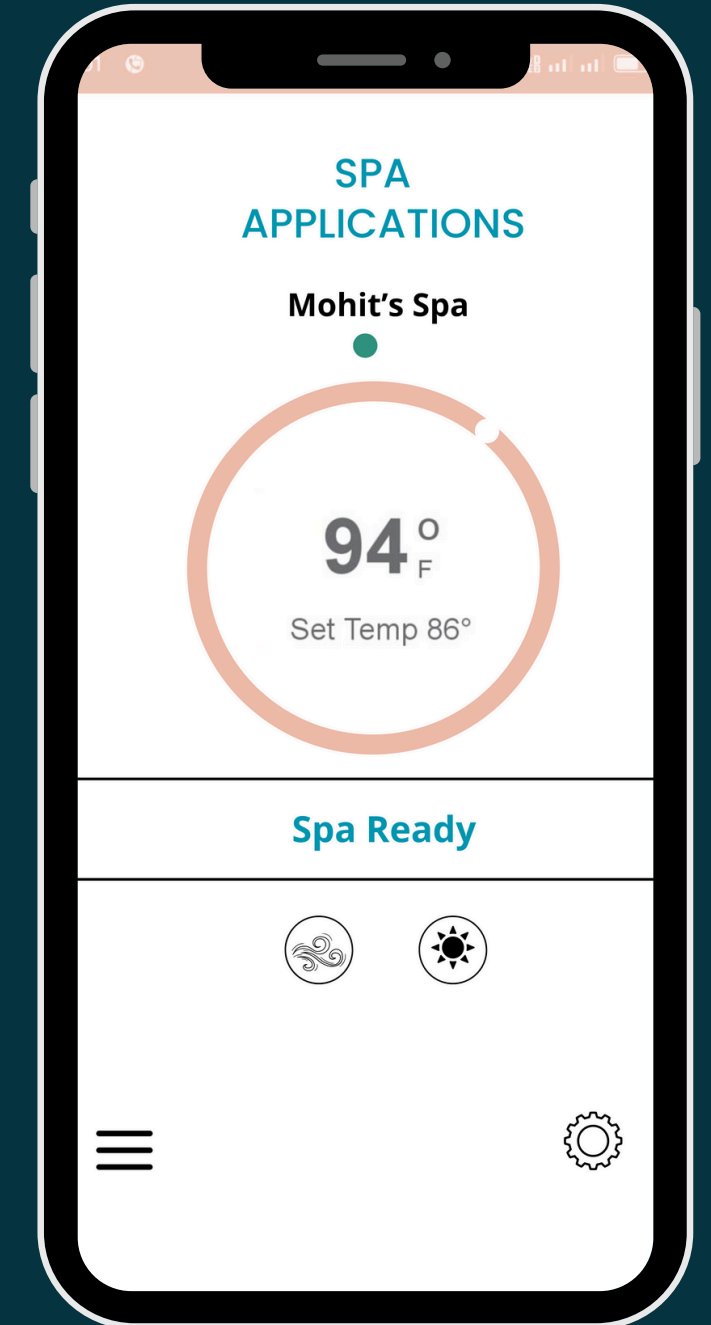 SPA
APPLICATIONS
Mohit’s Spa
94°
F
Set Temp 86°
Spa Ready